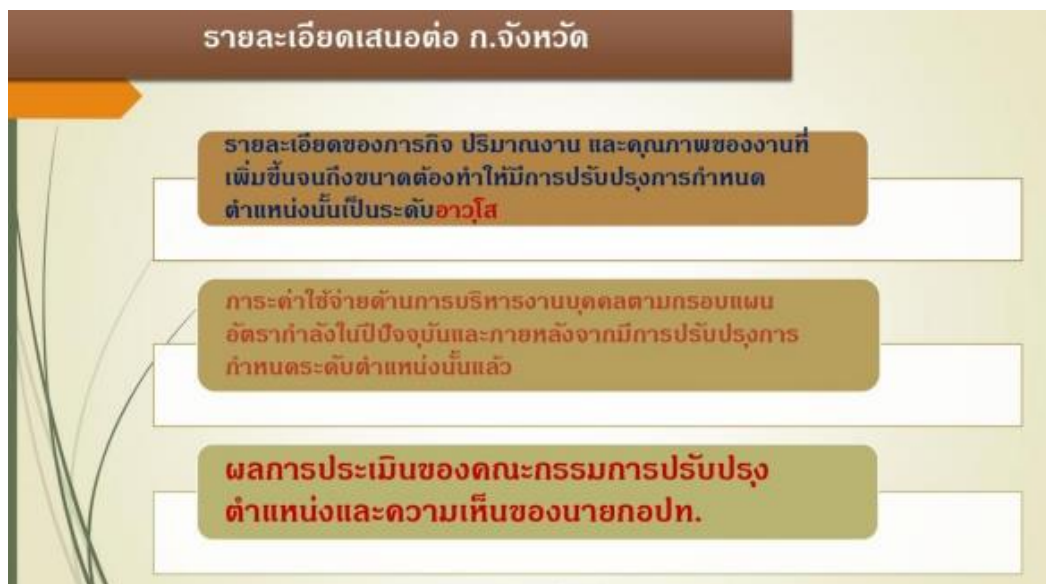 รายละเอียดเสนอต่อ ก.จังหวัด
รายละเอียดของภารกิจ ปริมาณงาน และคุณภาพของงานที่
เพิ่มขึ้นจนถึงขนาดต้องทำให้มีการปรับปรุงการกำหนด
ตำแหน่งนั้นเป็นระดับอาวุโส
ภาระค่าใช้จ่ายด้านการบริหารงานบุคคลตามกรอบแผน
อัตรากำลังในปีปัจจุบันและภายหลังจากมีการปรับปรุงการ
กำหนดระดับตำแหน่งนั้นแล้ว
ผลการประเมินของคณะกรรมการปรับปรุง
ตำแหน่งและความเห็นของนายกอปท.